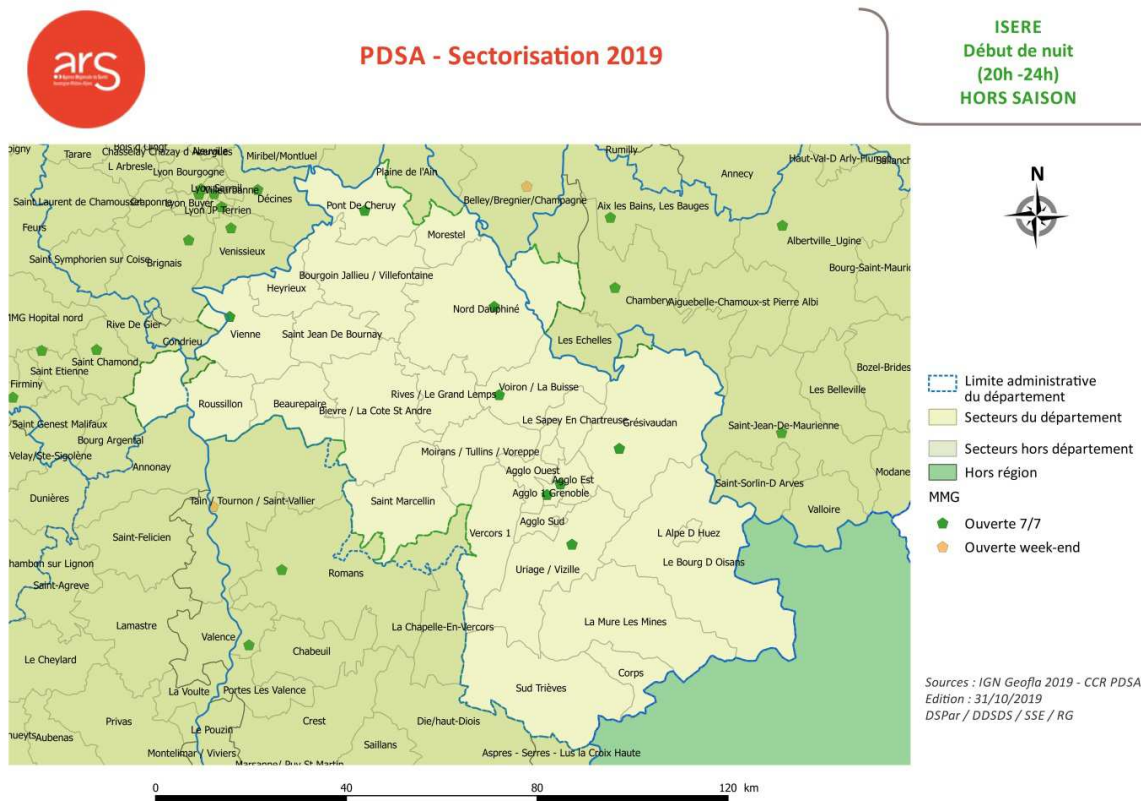 ars
PDSA - Sectorisation 2019
ISERE
Début de nuit
(20h -24h)
HORS SAISON
Tarare
L Arbresle
Lyon Bourgogne
Miribel/Montluel
Plaine de l'Ain
Rumilly
Annecy
Belley/Bregnier/Champagne
Aix les Bains, Les Bauges
Albertville_Ugine
Saint Laurent de Chamousset
Lyon Buyer
Lyon JP Terrien
Décines
Pont De Cheruy
Feurs
Morestel
Saint Symphorien sur Coise
Brignais
Venissieux
Bourg-Saint-Mauric
Bourgoin Jallieu / Villefontaine
Heyrieux
Chambery
Aiguebelle-Chamoux-st Pierre Albi
Nord Dauphiné
MMG Hopital nord
Rive De Gier
Condrieu
Vienne
Saint Jean De Bournay
Les Echelles
Saint Chamond
Saint Etienne
Bozel-Brides
Firminy
Les Belleville
Voiron / La Buisse
Rives / Le Grand Lemps
Roussillon
Beaurepaire
Bievre / La Cote St Andre
Le Sapey En Chartreuse
Grésivaudan
Saint-Jean-De-Maurienne
Saint Genest Malifaux
Bourg Argental
Velay/Ste-Sigolène
Annonay
Moirans / Tullins / Voreppe
Agglo Ouest
Agglo Est
Agglo 1 Grenoble
Modane
Saint-Sorlin-D Arves
Dunières
Saint Marcellin
Tain / Tournon / Saint-Vallier
Valloire
Agglo Sud
Vercors 1
L Alpe D Huez
Saint-Felicien
Le Bourg D Oisans
Uriage / Vizille
Chambon sur Lignon
Romans
Saint-Agreve
Lamastre
La Chapelle-En-Vercors
La Mure Les Mines
Valence
Chabeuil
Le Cheylard
Corps
Sud Trièves
La Voulte
Portes Les Valence
Privas
Crest
Die/haut-Diois
Le Pouzin
Aubenas
Saillans
Montelimar / Viviers
Aspres - Serres - Lus la Croix Haute
N
Limite administrative
du département
Secteurs du département
Secteurs hors département
Hors région
MMG
Ouverte 7/7
Ouverte week-end
Sources : IGN Geofla 2019 - CCR PDSA
Edition : 31/10/2019
DSPar / DDSDS / SSE / RG
0 40 80 120 km